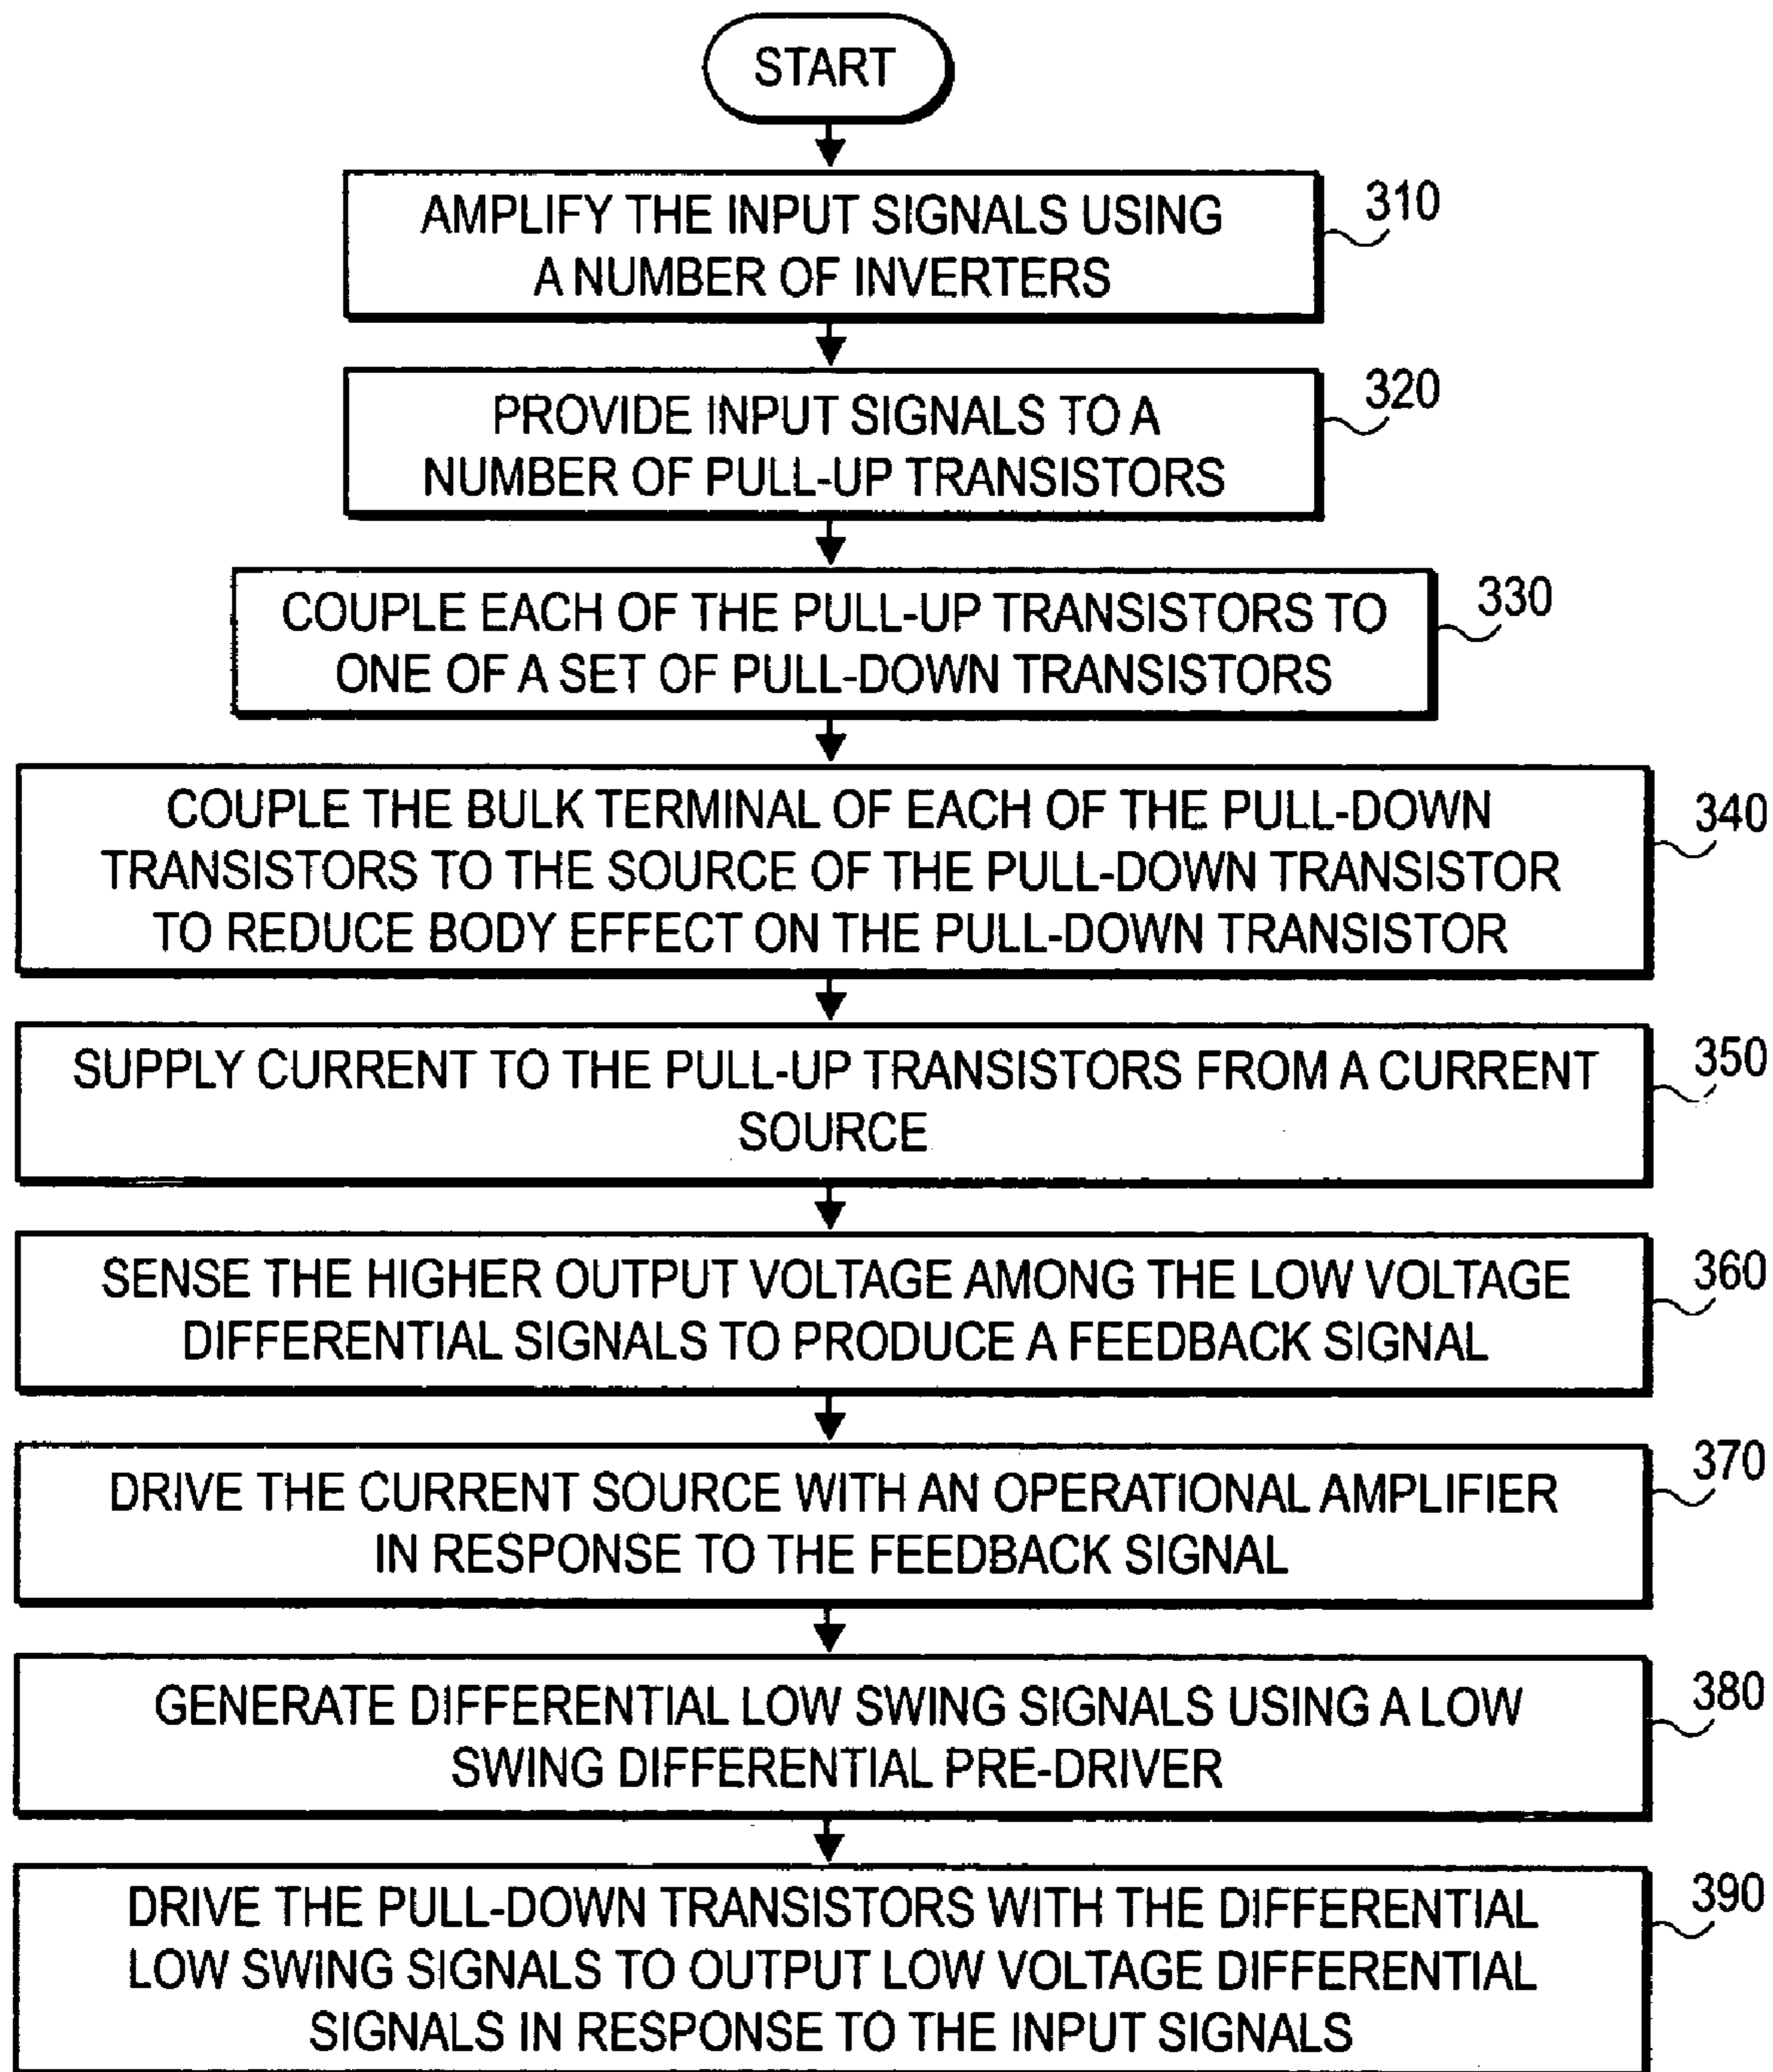 START
AMPLIFY THE INPUT SIGNALS USING
A NUMBER OF INVERTERS
310
PROVIDE INPUT SIGNALS TO A
NUMBER OF PULL-UP TRANSISTORS
320
COUPLE EACH OF THE PULL-UP TRANSISTORS TO
ONE OF A SET OF PULL-DOWN TRANSISTORS
330
COUPLE THE BULK TERMINAL OF EACH OF THE PULL-DOWN
TRANSISTORS TO THE SOURCE OF THE PULL-DOWN TRANSISTOR
TO REDUCE BODY EFFECT ON THE PULL-DOWN TRANSISTOR
340
SUPPLY CURRENT TO THE PULL-UP TRANSISTORS FROM A CURRENT
SOURCE
350
SENSE THE HIGHER OUTPUT VOLTAGE AMONG THE LOW VOLTAGE
DIFFERENTIAL SIGNALS TO PRODUCE A FEEDBACK SIGNAL
360
DRIVE THE CURRENT SOURCE WITH AN OPERATIONAL AMPLIFIER
IN RESPONSE TO THE FEEDBACK SIGNAL
370
GENERATE DIFFERENTIAL LOW SWING SIGNALS USING A LOW
SWING DIFFERENTIAL PRE-DRIVER
380
DRIVE THE PULL-DOWN TRANSISTORS WITH THE DIFFERENTIAL
LOW SWING SIGNALS TO OUTPUT LOW VOLTAGE DIFFERENTIAL
SIGNALS IN RESPONSE TO THE INPUT SIGNALS
390